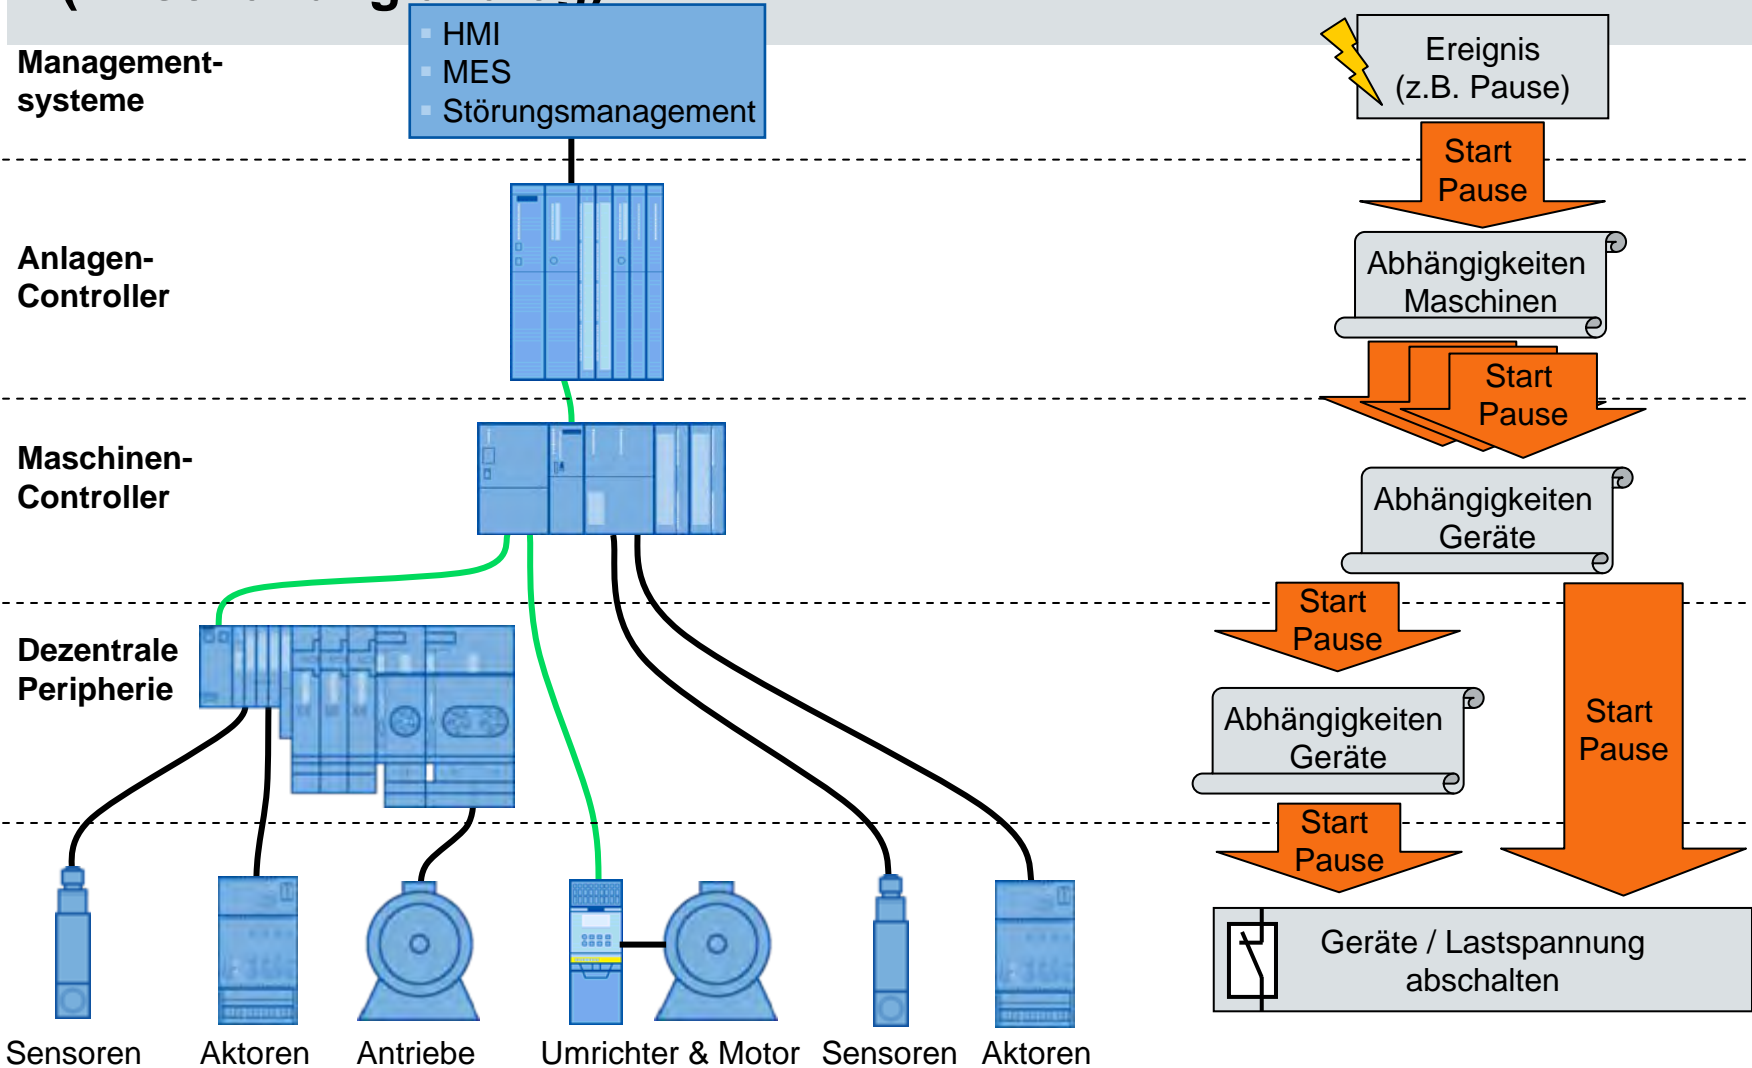 HMI
MES
Störungsmanagement
Management-
systeme
Ereignis
(z.B. Pause)
Start
Pause
Anlagen-
Controller
Abhängigkeiten
Maschinen
Start
Pause
Maschinen-
Controller
Abhängigkeiten
Geräte
Start
Pause
Dezentrale
Peripherie
Abhängigkeiten
Geräte
Start
Pause
Start
Pause
Geräte / Lastspannung
abschalten
Sensoren
Aktoren
Antriebe
Umrichter & Motor
Sensoren
Aktoren